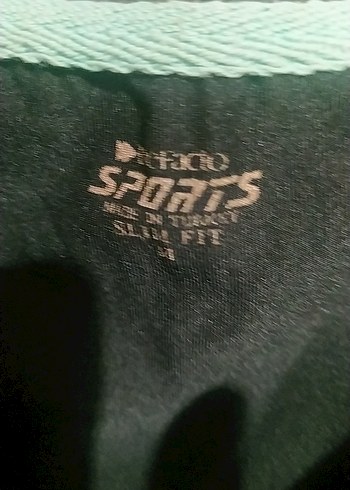 DeFacto
SPORTS
MADE IN TURKEY
SLIM FIT